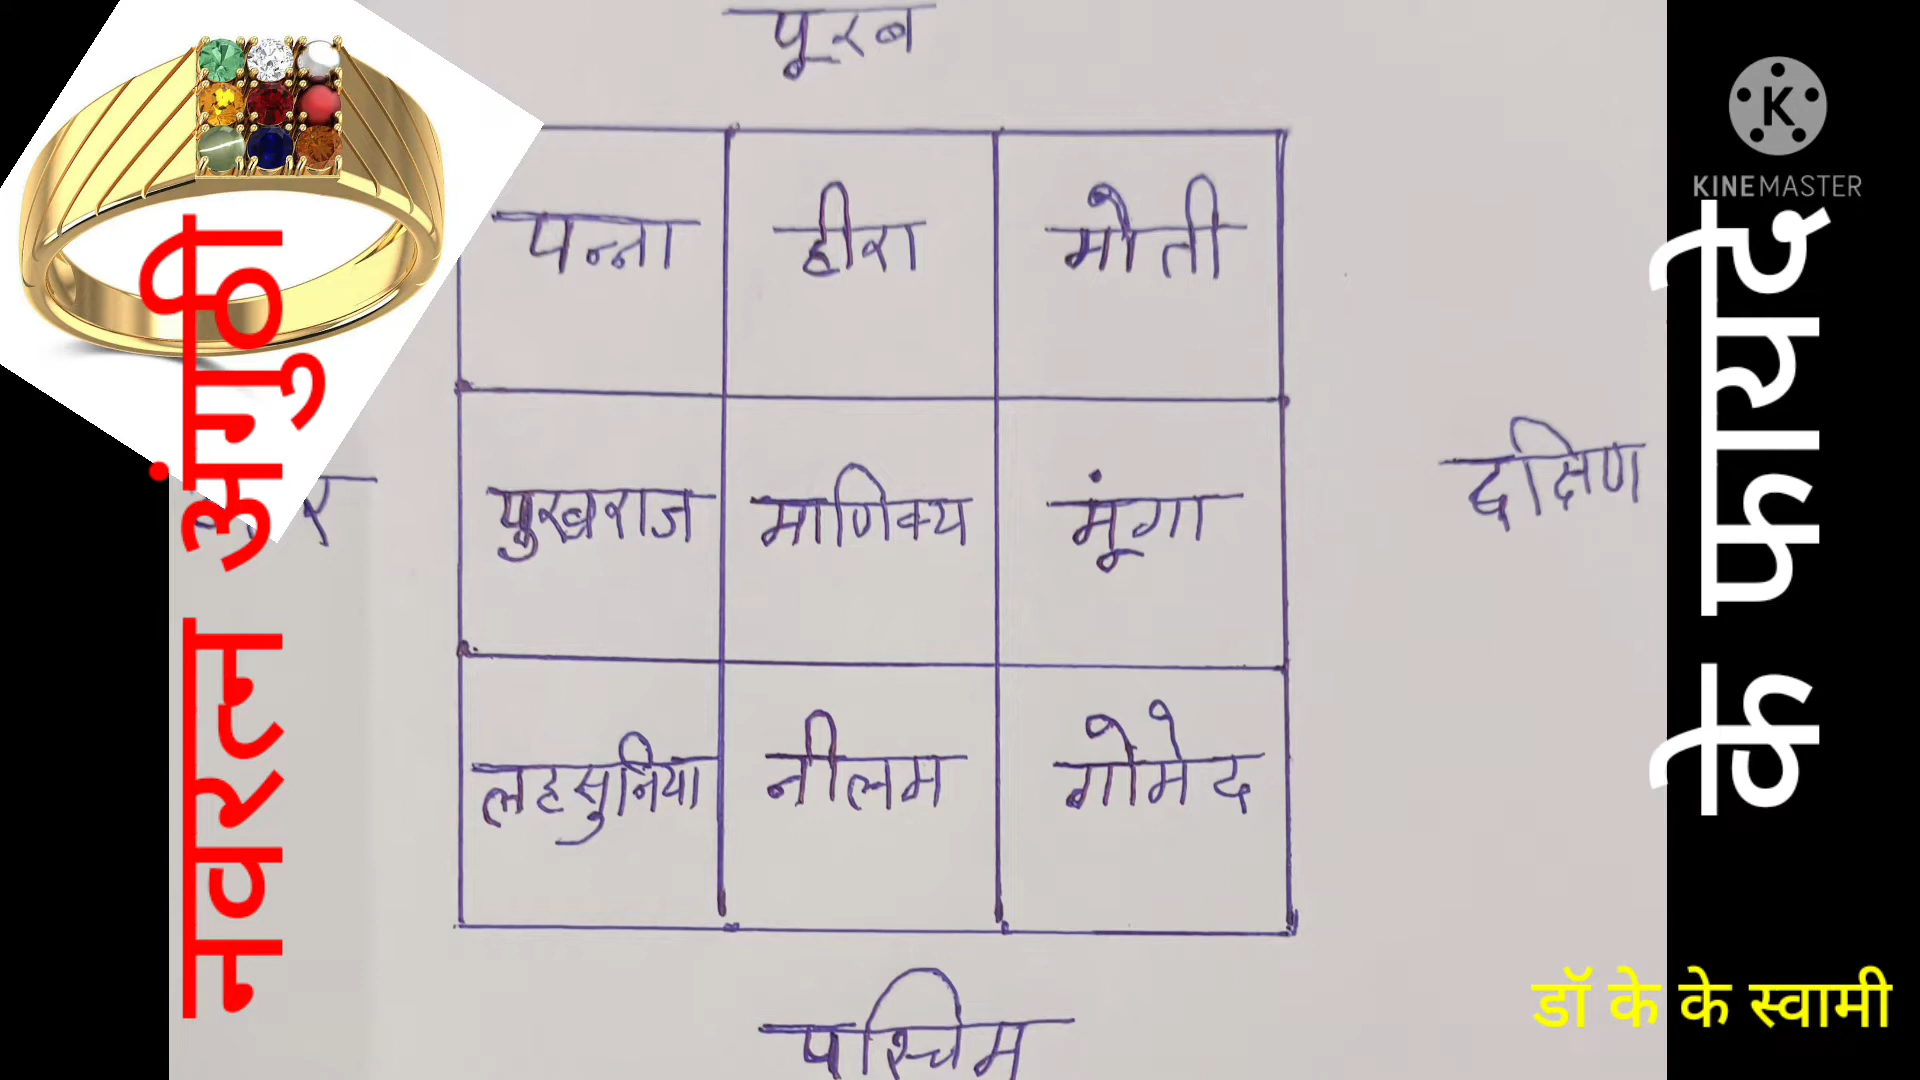 पूरब
KINEMASTER
पन्ना हीरा मोती
पुखराज माणिक्य मूंगा
दक्षिण
लहसुनिया नीलम गोमेद
पश्चिम
नवरत्न अंगुठी
के फायदे
डॉ के के स्वामी